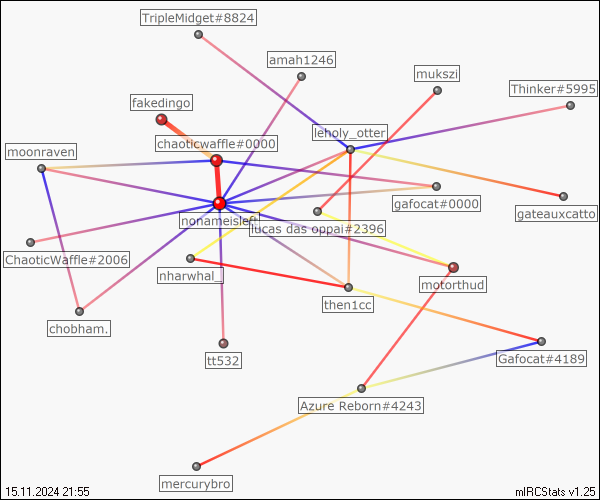 TripleMidget#8824
amah1246
mukszi
Thinker#5995
fakedingo
leholy_otter
chaoticwaffle#0000
moonraven
gafocat#0000
gateauxcatto
nonameisleft
lucas das oppai#2396
ChaoticWaffle#2006
nharwhal_
motorthud
then1cc
chobham.
tt532
Gafocat#4189
Azure Reborn#4243
mercurybro
15.11.2024 21:55
mIRCStats v1.25